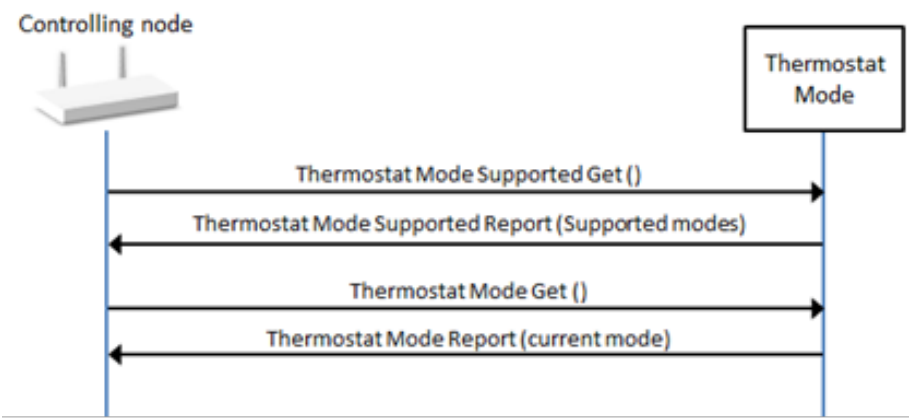 Controlling node
Thermostat
Mode
Thermostat Mode Supported Get ()
Thermostat Mode Supported Report (Supported modes)
Thermostat Mode Get ()
Thermostat Mode Report (current mode)